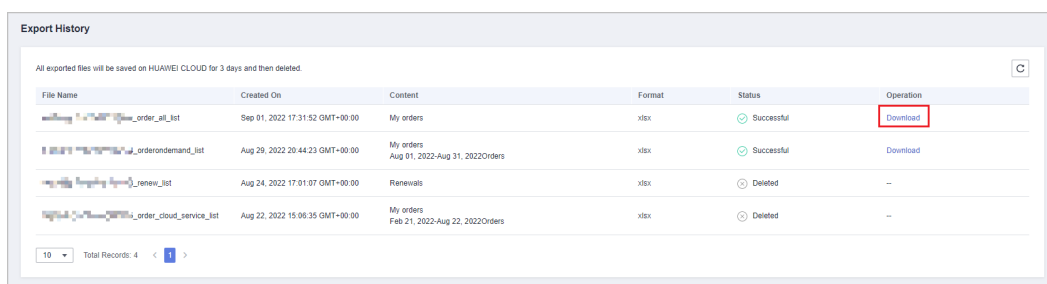 Export History
All exported files will be saved on HUAWEI CLOUD for 3 days and then deleted.
File Name Created On Content Format Status Operation
_order_all_list Sep 01, 2022 17:31:52 GMT+00:00 My orders xlsx Successful Download
_orderondemand_list Aug 29, 2022 20:44:23 GMT+00:00 My orders xlsx Successful Download
Aug 01, 2022-Aug 31, 2022Orders
_renew_list Aug 24, 2022 17:01:07 GMT+00:00 Renewals xlsx Deleted --
_order_cloud_service_list Aug 22, 2022 15:06:35 GMT+00:00 My orders xlsx Deleted --
Feb 21, 2022-Aug 22, 2022Orders
10 Total Records: 4 < 1 >